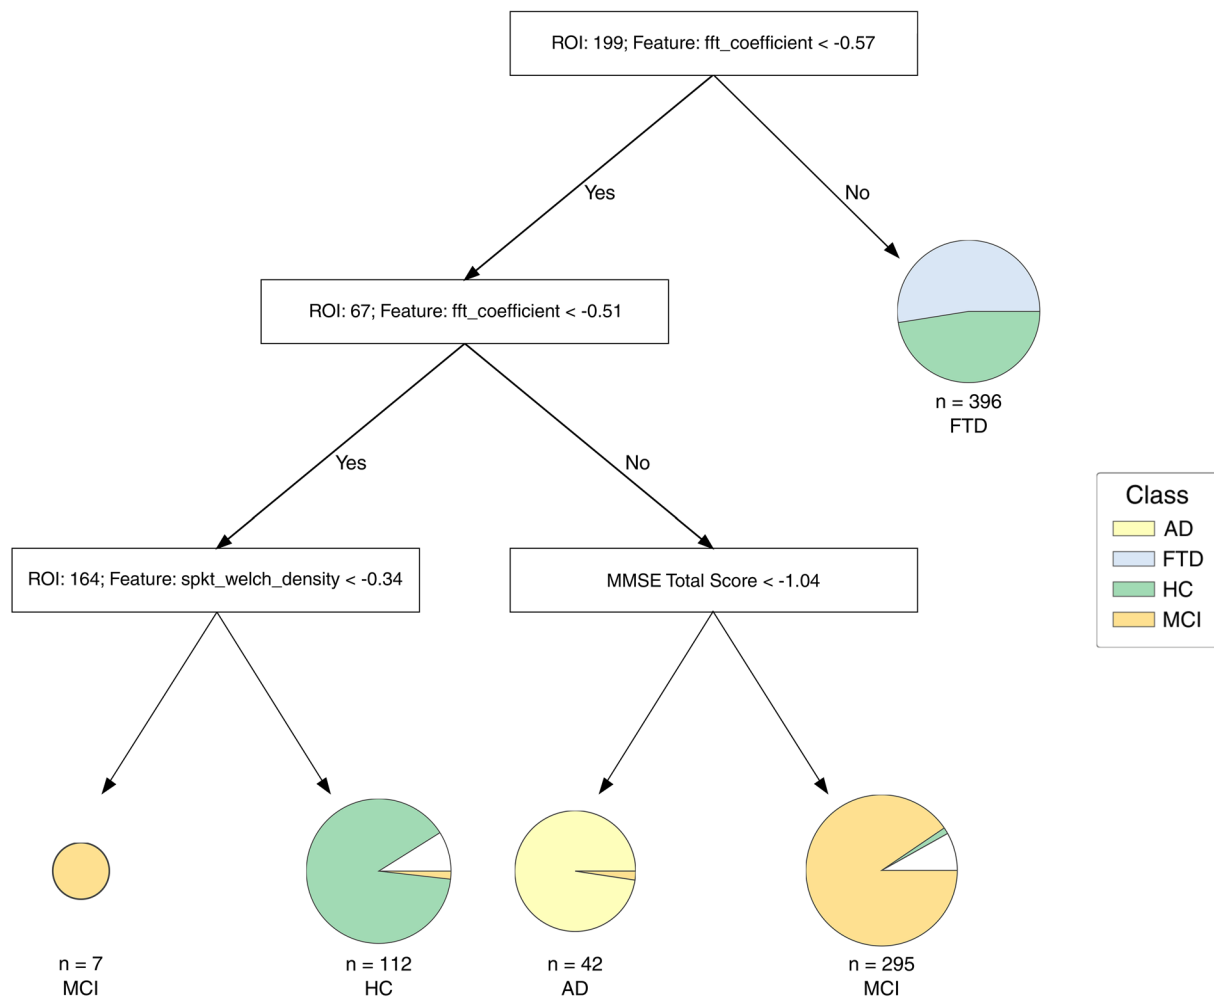 ROI: 199; Feature: fft_coefficient < -0.57
Yes
No
ROI: 67; Feature: fft_coefficient < -0.51
n = 396
FTD
Yes
No
Class
AD
FTD
HC
MCI
ROI: 164; Feature: spkt_welch_density < -0.34
MMSE Total Score < -1.04
n = 7
MCI
n = 112
HC
n = 42
AD
n = 295
MCI